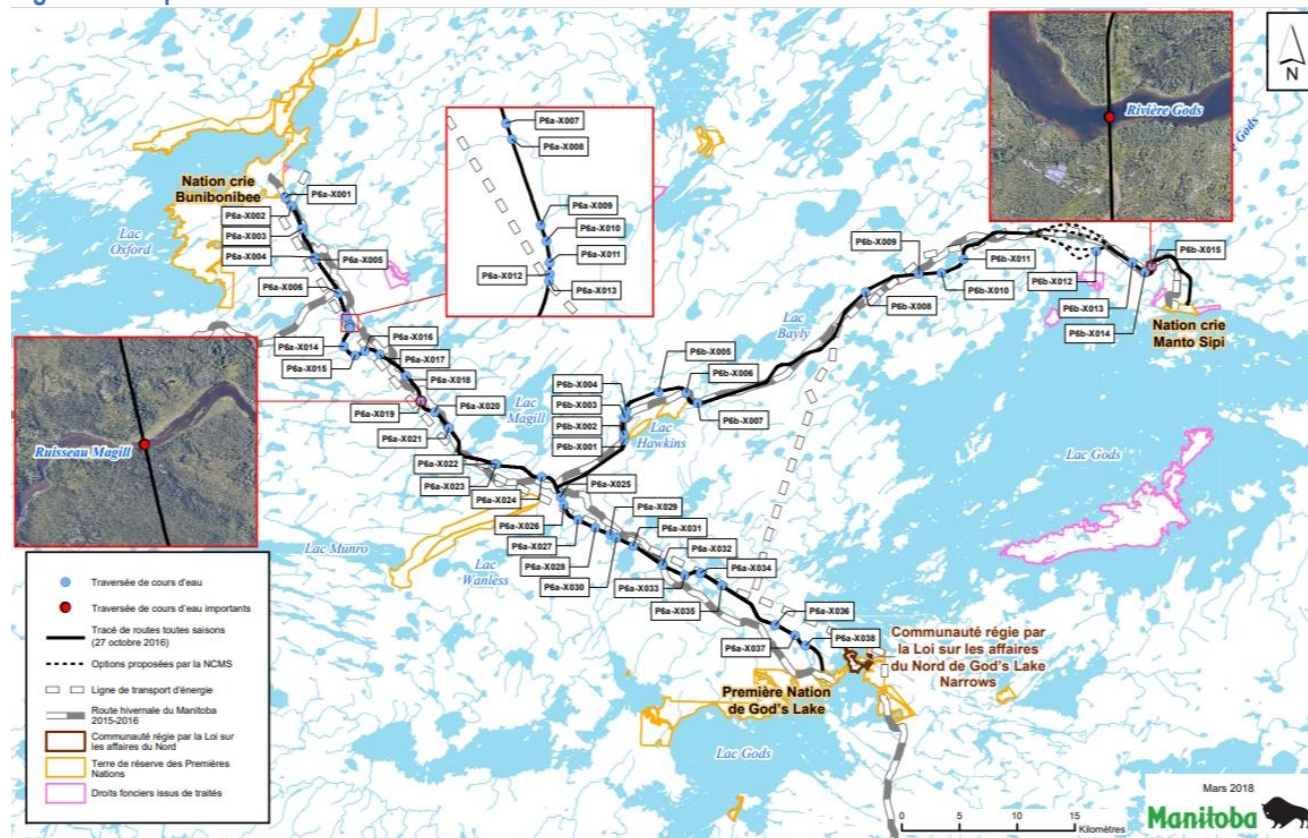 N
Rivière Gods
Gods
P6a-X007
P6a-X008
P6a-X009
P6a-X010
P6a-X011
P6a-X012
P6a-X013
Nation crie
Bunibonibee
P6a-X001
P6a-X002
P6a-X003
P6a-X004
P6a-X005
P6a-X006
Lac
Oxford
P6a-X014
P6a-X015
P6a-X016
P6a-X017
P6a-X018
P6a-X019
P6a-X020
P6a-X021
P6a-X022
P6a-X023
P6a-X024
Lac
Magill
P6b-X004
P6b-X003
P6b-X002
P6b-X001
P6b-X005
P6b-X006
P6b-X007
Lac
Hawkins
Lac
Bayly
P6b-X008
P6b-X009
P6b-X010
P6b-X011
P6b-X012
P6b-X013
P6b-X014
P6b-X015
Nation crie
Manto Sipi
Lac Gods
Ruisseau Magill
P6a-X025
P6a-X026
P6a-X027
P6a-X028
P6a-X029
P6a-X030
P6a-X031
P6a-X032
P6a-X033
P6a-X034
P6a-X035
P6a-X036
P6a-X037
P6a-X038
Lac Munro
Lac
Wanless
Communauté régie par
la Loi sur les affaires
du Nord de God's Lake
Narrows
Première Nation
de God's Lake
Lac Gods
Traversée de cours d'eau
Traversée de cours d'eau importants
Tracé de routes toutes saisons
(27 octobre 2016)
Options proposées par la NCMS
Ligne de transport d'énergie
Route hivernale du Manitoba
2015-2016
Communauté régie par la Loi sur
les affaires du Nord
Terre de réserve des Premières
Nations
Droits fonciers issus de traités
0 5 10 15
Kilomètres
Mars 2018
Manitoba